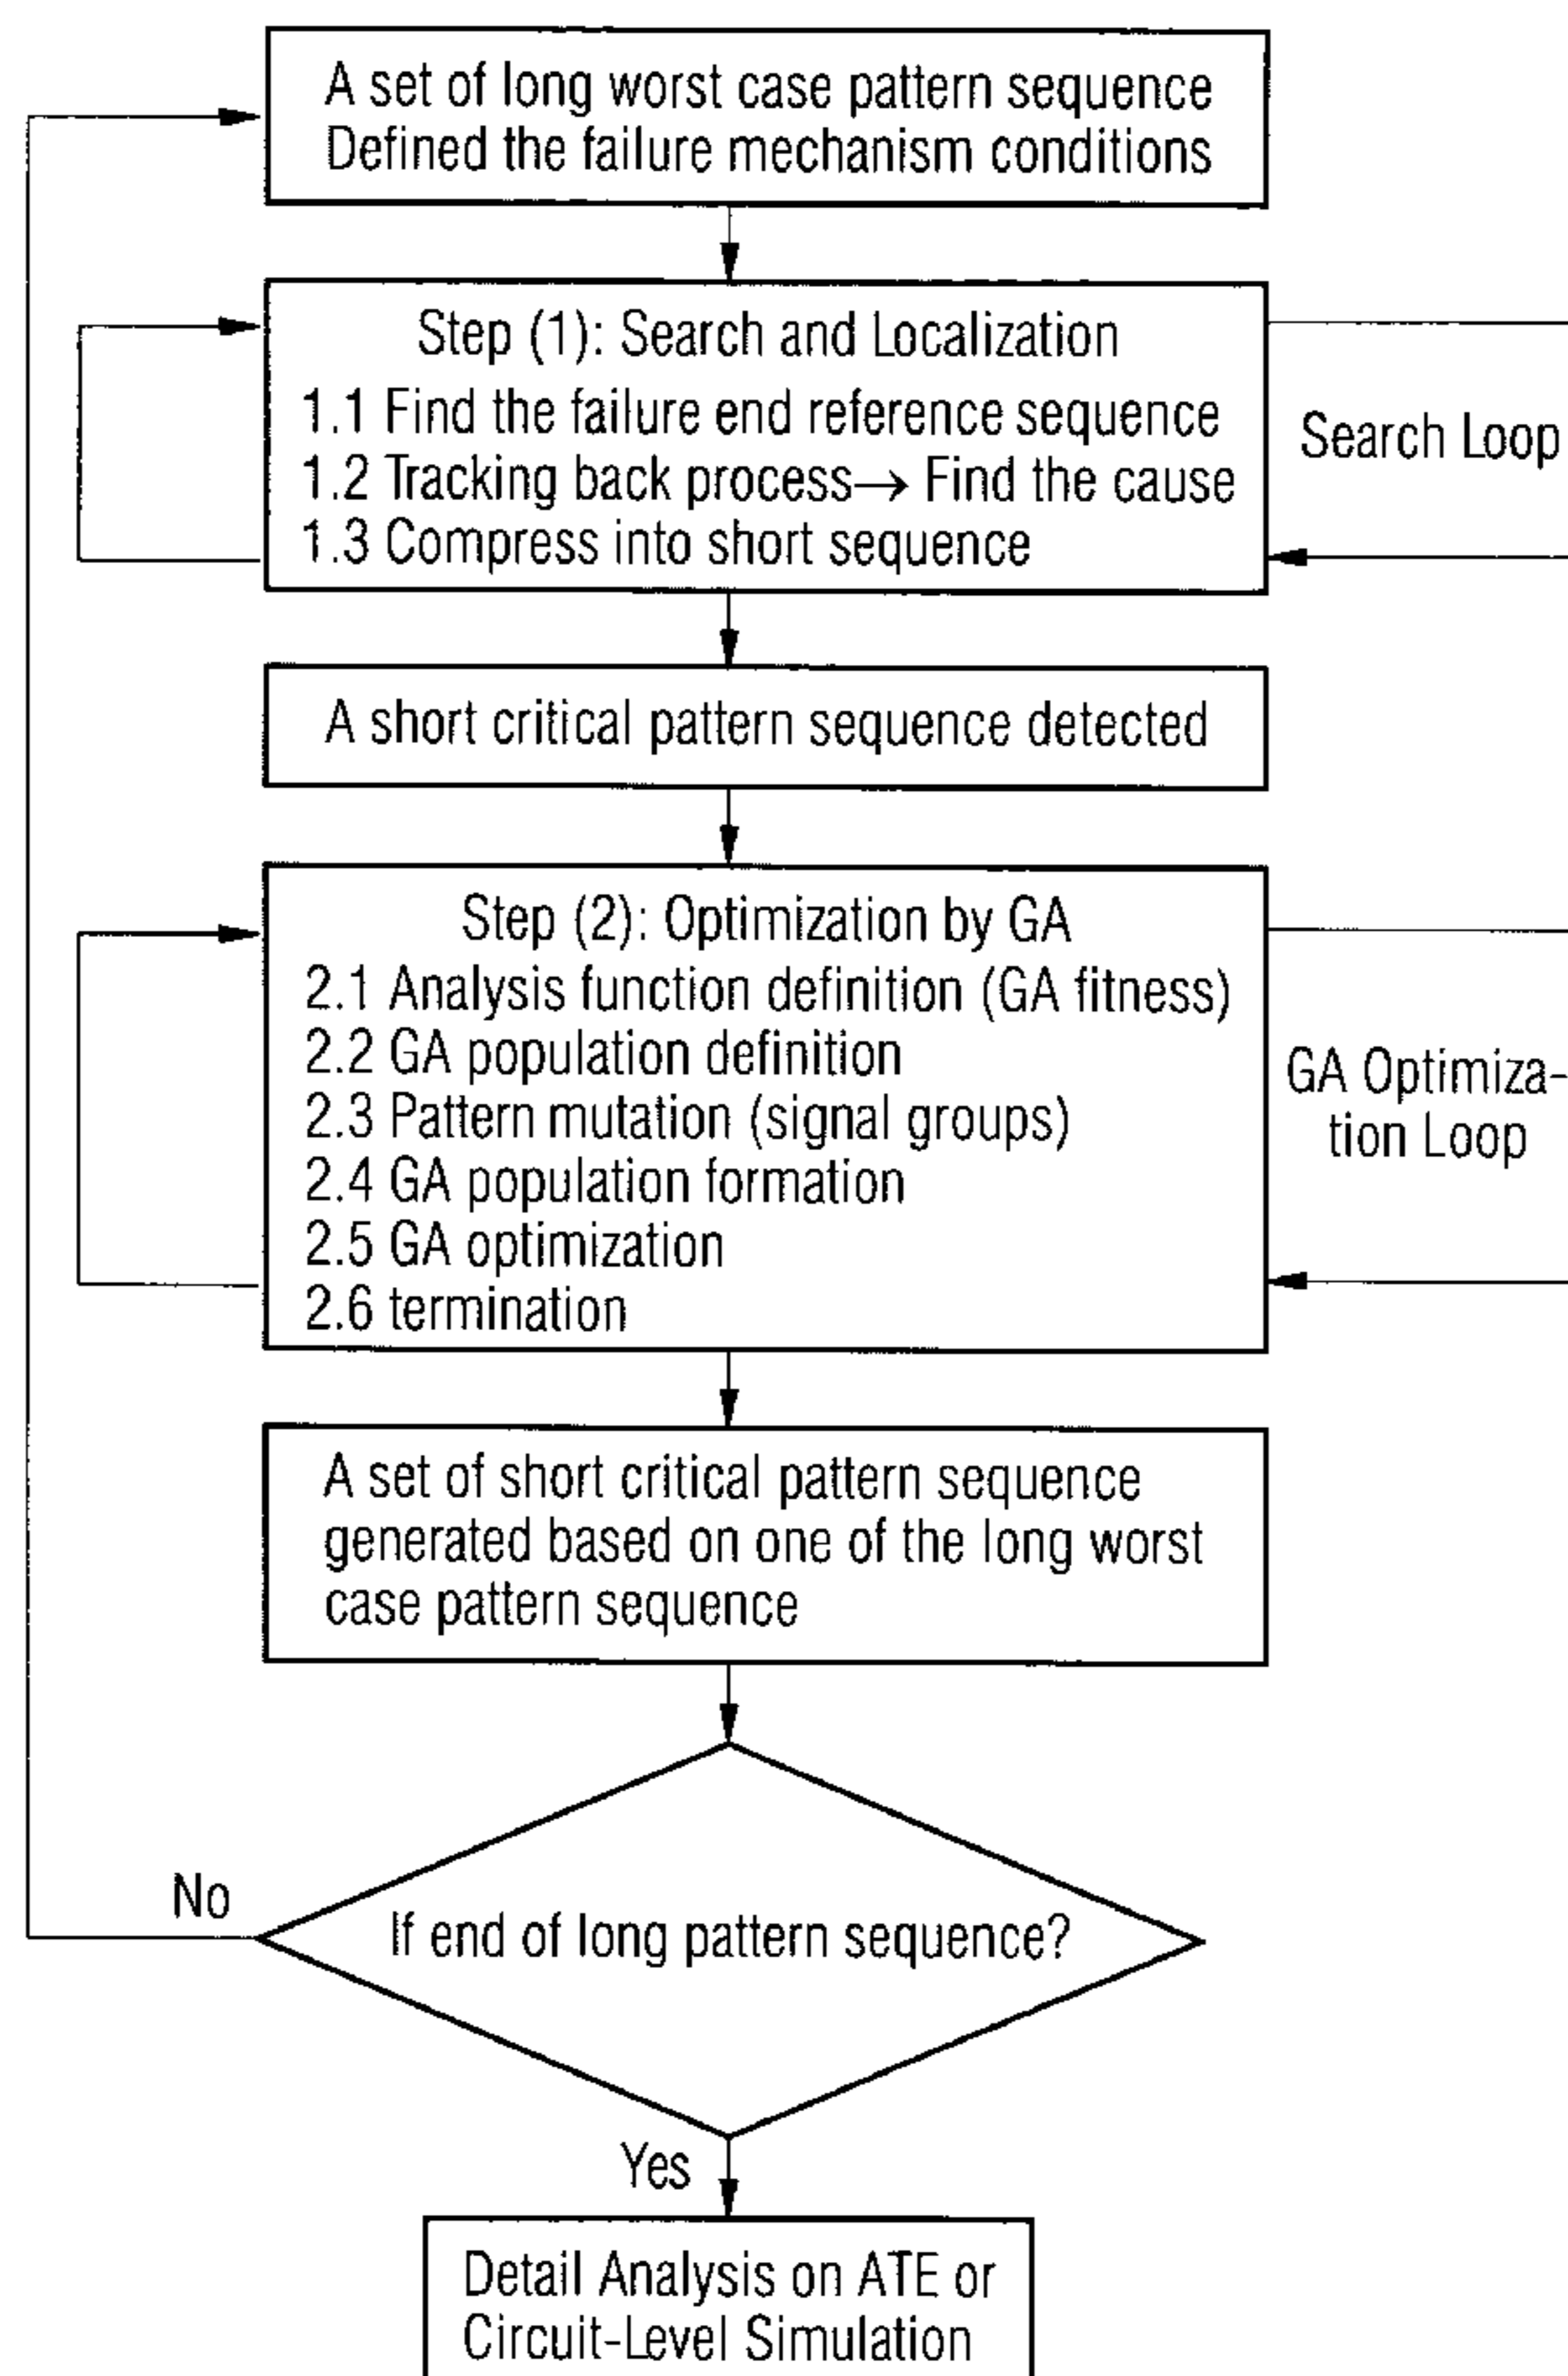 A set of long worst case pattern sequence
Defined the failure mechanism conditions
Step (1): Search and Localization
1.1 Find the failure end reference sequence
1.2 Tracking back process→ Find the cause
1.3 Compress into short sequence
Search Loop
A short critical pattern sequence detected
Step (2): Optimization by GA
2.1 Analysis function definition (GA fitness)
2.2 GA population definition
2.3 Pattern mutation (signal groups)
2.4 GA population formation
2.5 GA optimization
2.6 termination
GA Optimiza-
tion Loop
A set of short critical pattern sequence
generated based on one of the long worst
case pattern sequence
No
If end of long pattern sequence?
Yes
Detail Analysis on ATE or
Circuit-Level Simulation